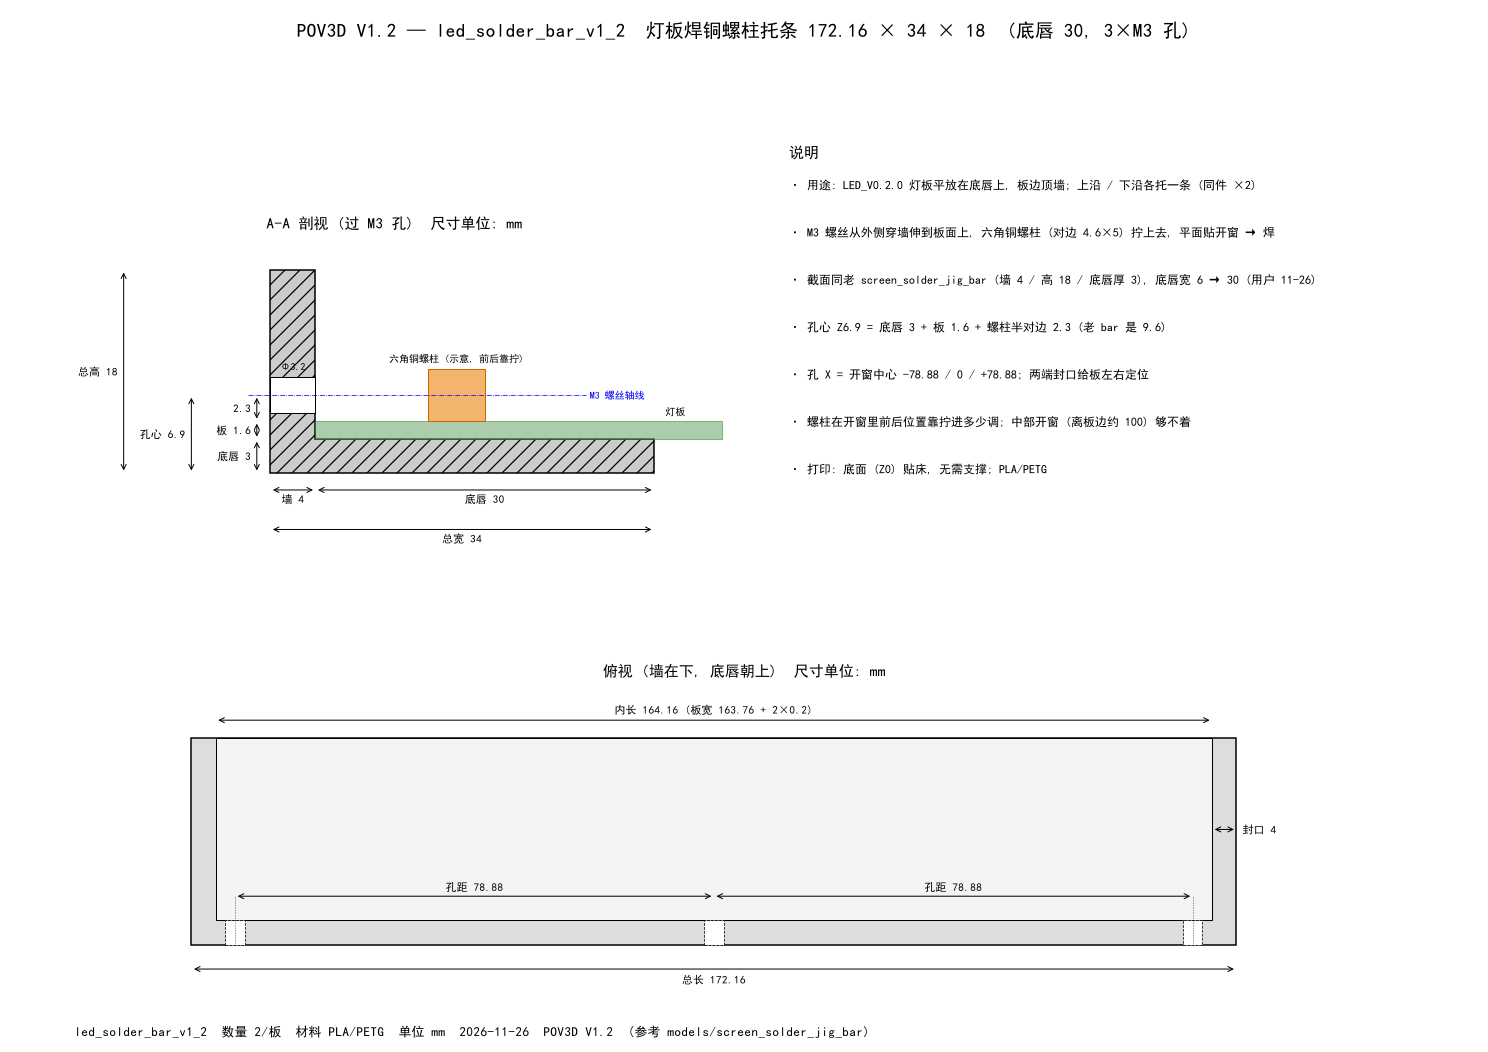 POV3D V1.2 — led_solder_bar_v1_2  灯板焊铜螺柱托条 172.16 × 34 × 18 （底唇 30, 3×M3 孔）
说明
· 用途: LED_V0.2.0 灯板平放在底唇上, 板边顶墙; 上沿 / 下沿各托一条 (同件 ×2)
· M3 螺丝从外侧穿墙伸到板面上, 六角铜螺柱 (对边 4.6×5) 拧上去, 平面贴开窗 → 焊
· 截面同老 screen_solder_jig_bar (墙 4 / 高 18 / 底唇厚 3), 底唇宽 6 → 30 (用户 11-26)
· 孔心 Z6.9 = 底唇 3 + 板 1.6 + 螺柱半对边 2.3 (老 bar 是 9.6)
· 孔 X = 开窗中心 -78.88 / 0 / +78.88; 两端封口给板左右定位
· 螺柱在开窗里前后位置靠拧进多少调; 中部开窗 (离板边约 100) 够不着
· 打印: 底面 (Z0) 贴床, 无需支撑; PLA/PETG
A-A 剖视 (过 M3 孔)  尺寸单位: mm
Φ3.2
六角铜螺柱 (示意, 前后靠拧)
总高 18
M3 螺丝轴线
2.3
灯板
板 1.6
孔心 6.9
底唇 3
墙 4
底唇 30
总宽 34
俯视 (墙在下, 底唇朝上)  尺寸单位: mm
内长 164.16 (板宽 163.76 + 2×0.2)
封口 4
孔距 78.88
孔距 78.88
总长 172.16
led_solder_bar_v1_2  数量 2/板  材料 PLA/PETG  单位 mm  2026-11-26  POV3D V1.2  (参考 models/screen_solder_jig_bar)